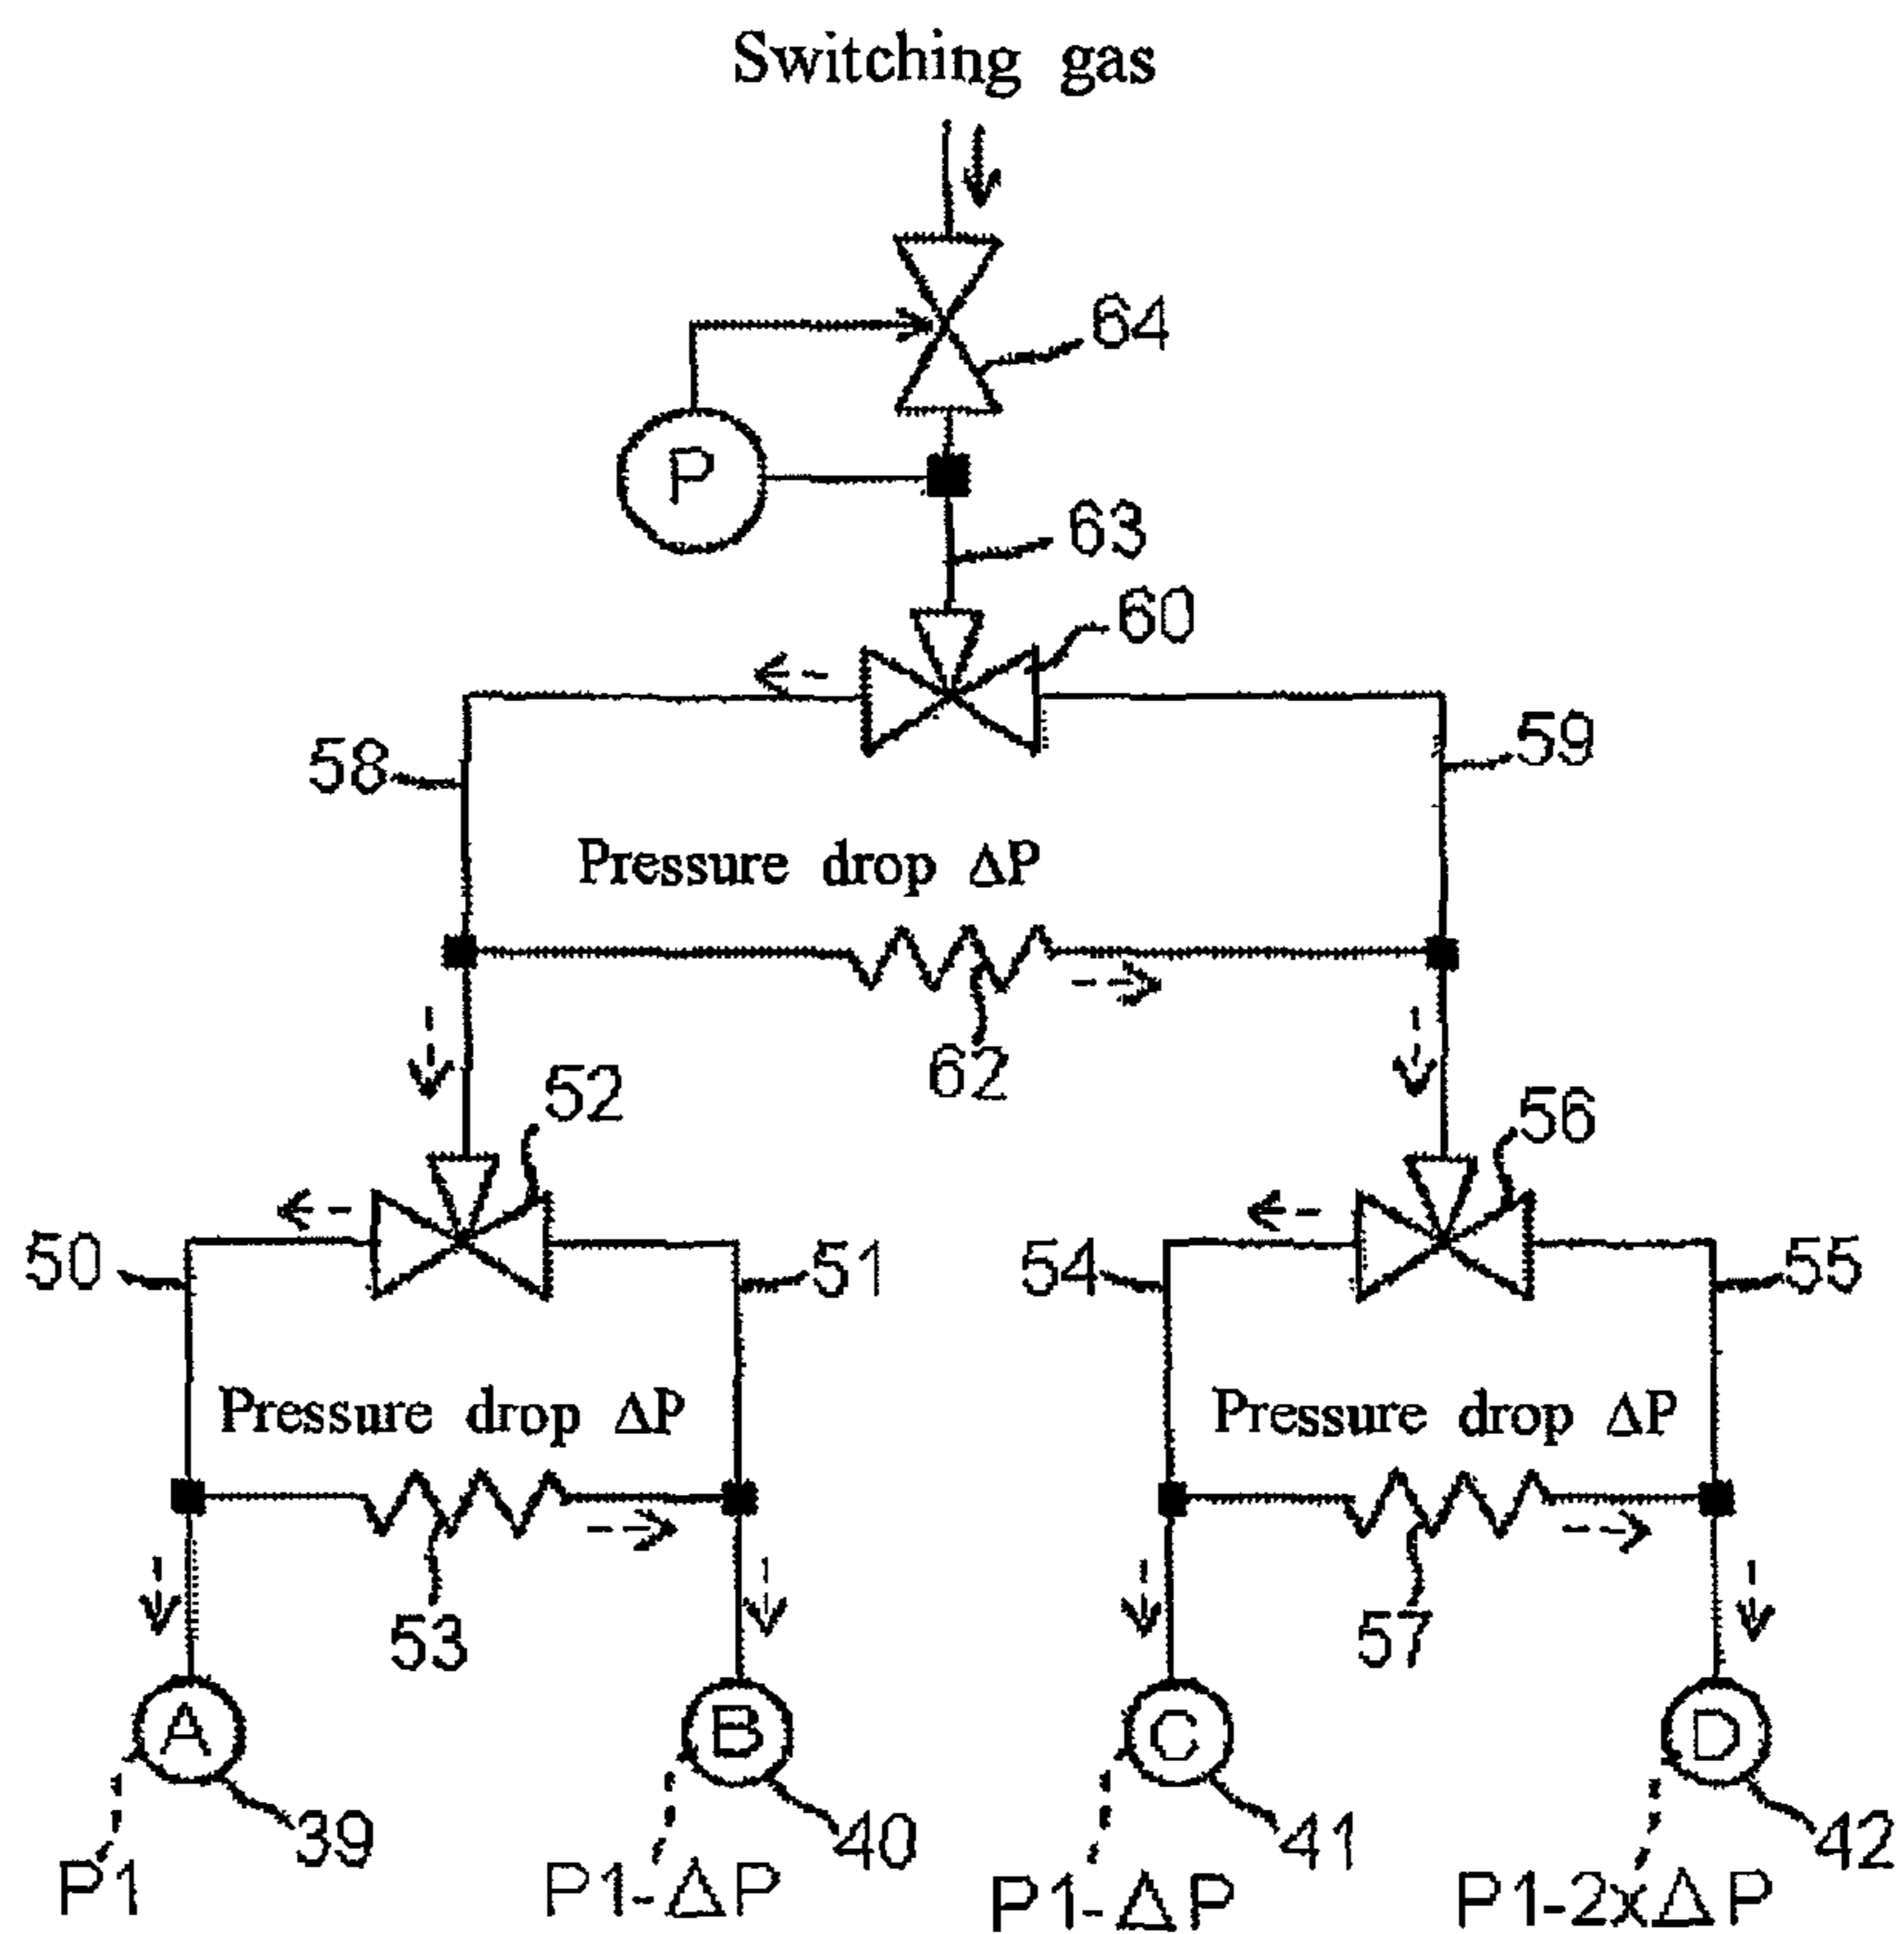 Switching gas
64
P
63
60
58
59
Pressure drop ΔP
62
52
56
50
51
54
55
Pressure drop ΔP
Pressure drop ΔP
53
57
A
B
C
D
39
40
41
42
P1
P1-ΔP
P1-ΔP
P1-2xΔP